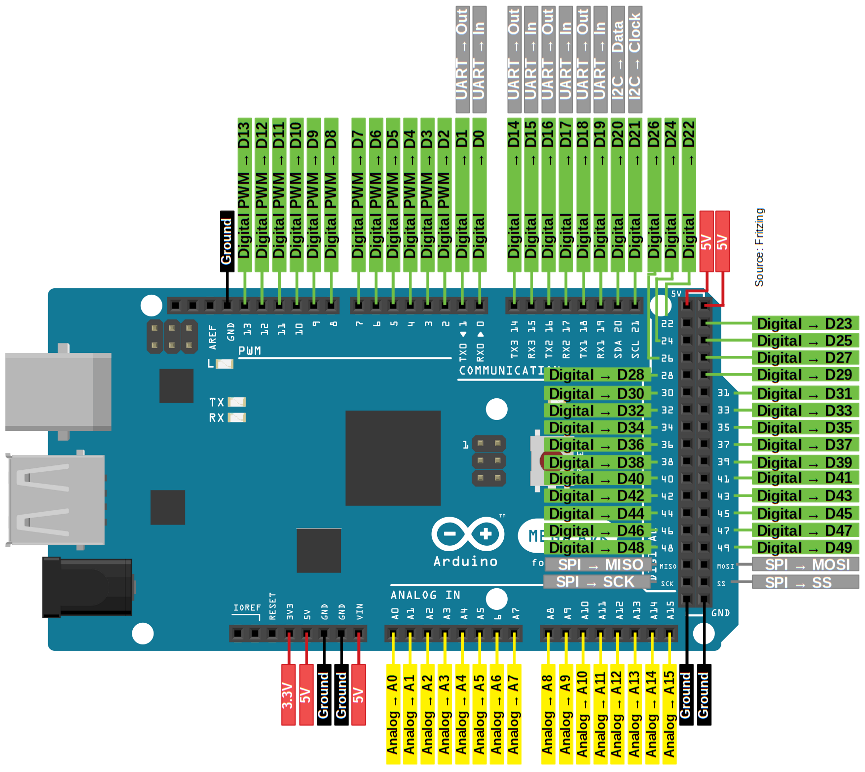 UART → Out
UART → In
UART → Out
UART → In
UART → Out
UART → In
UART → Out
UART → In
I2C → Data
I2C → Clock
Ground
Digital PWM → D13
Digital PWM → D12
Digital PWM → D11
Digital PWM → D10
Digital PWM → D9
Digital PWM → D8
Digital PWM → D7
Digital PWM → D6
Digital PWM → D5
Digital PWM → D4
Digital PWM → D3
Digital PWM → D2
Digital → D1
Digital → D0
Digital → D14
Digital → D15
Digital → D16
Digital → D17
Digital → D18
Digital → D19
Digital → D20
Digital → D21
Digital → D26
Digital → D24
Digital → D22
5V
5V
Source: Fritzing
AREF
GND
13
12
11
10
9
8
7
6
5
4
3
2
TX0 ◄ 1
RX0 ► 0
TX3 14
RX3 15
TX2 16
RX2 17
TX1 18
RX1 19
SDA 20
SCL 21
5V
PWM
COMMUNICATION
L
TX
RX
1
22
24
26
28
30
32
34
36
38
40
42
44
46
48
MISO
SCK
31
33
35
37
39
41
43
45
47
49
MOSI
SS
GND
Digital → D23
Digital → D25
Digital → D27
Digital → D29
Digital → D31
Digital → D33
Digital → D35
Digital → D37
Digital → D39
Digital → D41
Digital → D43
Digital → D45
Digital → D47
Digital → D49
SPI → MOSI
SPI → SS
Digital → D28
Digital → D30
Digital → D32
Digital → D34
Digital → D36
Digital → D38
Digital → D40
Digital → D42
Digital → D44
Digital → D46
Digital → D48
SPI → MISO
SPI → SCK
TM
Arduino
ANALOG IN
IOREF
RESET
3V3
5V
GND
GND
VIN
A0
A1
A2
A3
A4
A5
6
A7
A8
A9
A10
A11
A12
A13
A14
A15
3.3V
5V
Ground
Ground
5V
Analog → A0
Analog → A1
Analog → A2
Analog → A3
Analog → A4
Analog → A5
Analog → A6
Analog → A7
Analog → A8
Analog → A9
Analog → A10
Analog → A11
Analog → A12
Analog → A13
Analog → A14
Analog → A15
Ground
Ground